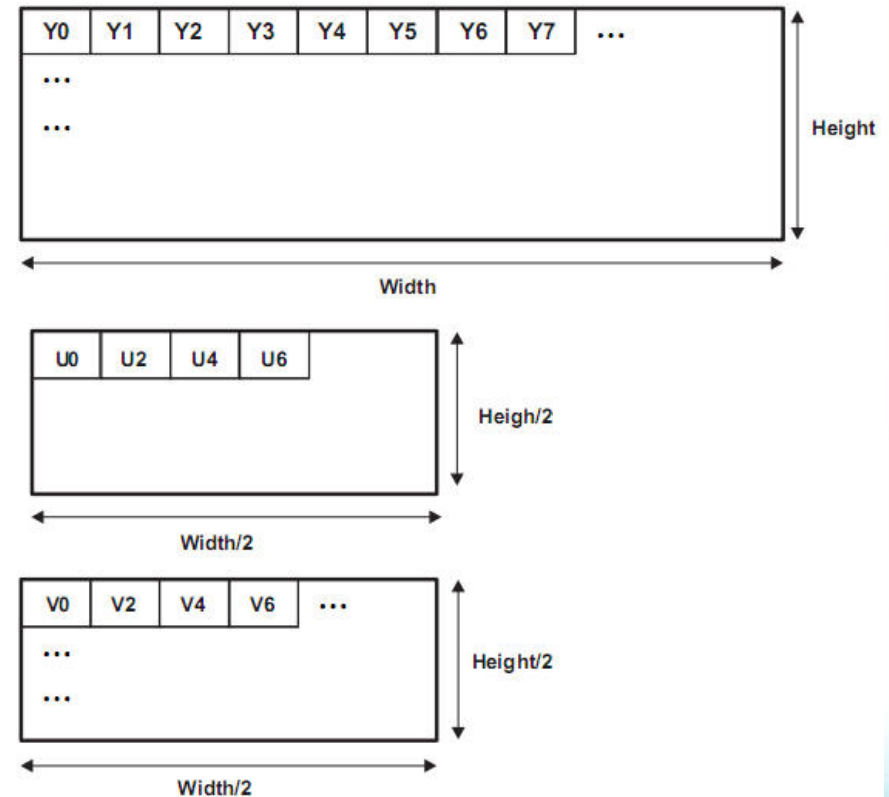 Y0 Y1 Y2 Y3 Y4 Y5 Y6 Y7 ...
...
...
Height
Width
U0 U2 U4 U6
Heigh/2
Width/2
V0 V2 V4 V6 ...
...
Height/2
...
Width/2